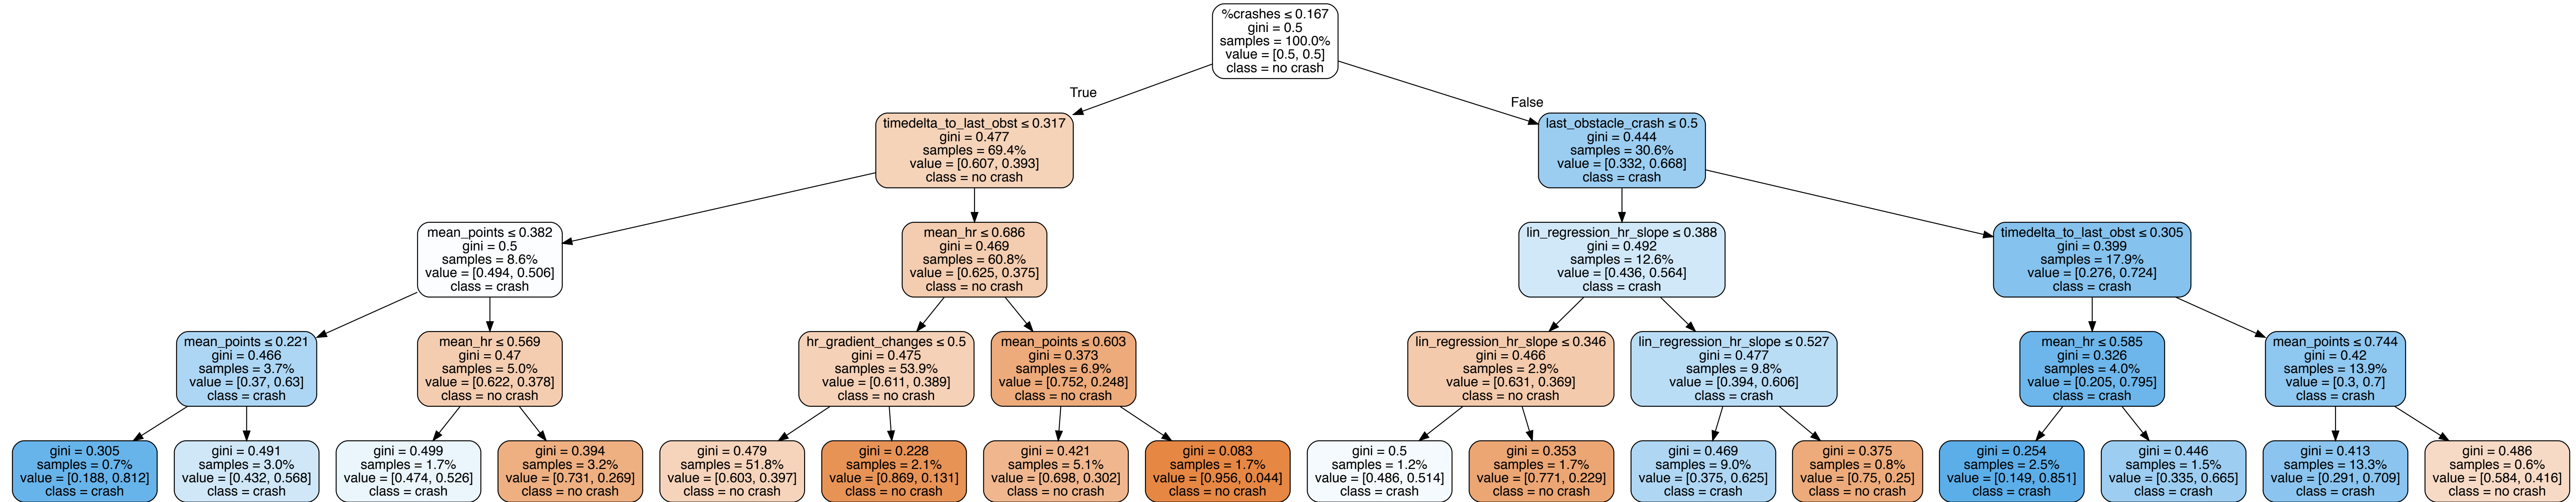 %crashes ≤ 0.167
gini = 0.5
samples = 100.0%
value = [0.5, 0.5]
class = no crash
True
False
timedelta_to_last_obst ≤ 0.317
gini = 0.477
samples = 69.4%
value = [0.607, 0.393]
class = no crash
last_obstacle_crash ≤ 0.5
gini = 0.444
samples = 30.6%
value = [0.332, 0.668]
class = crash
mean_points ≤ 0.382
gini = 0.5
samples = 8.6%
value = [0.494, 0.506]
class = crash
mean_hr ≤ 0.686
gini = 0.469
samples = 60.8%
value = [0.625, 0.375]
class = no crash
lin_regression_hr_slope ≤ 0.388
gini = 0.492
samples = 12.6%
value = [0.436, 0.564]
class = crash
timedelta_to_last_obst ≤ 0.305
gini = 0.399
samples = 17.9%
value = [0.276, 0.724]
class = crash
mean_points ≤ 0.221
gini = 0.466
samples = 3.7%
value = [0.37, 0.63]
class = crash
mean_hr ≤ 0.569
gini = 0.47
samples = 5.0%
value = [0.622, 0.378]
class = no crash
hr_gradient_changes ≤ 0.5
gini = 0.475
samples = 53.9%
value = [0.611, 0.389]
class = no crash
mean_points ≤ 0.603
gini = 0.373
samples = 6.9%
value = [0.752, 0.248]
class = no crash
lin_regression_hr_slope ≤ 0.346
gini = 0.466
samples = 2.9%
value = [0.631, 0.369]
class = no crash
lin_regression_hr_slope ≤ 0.527
gini = 0.477
samples = 9.8%
value = [0.394, 0.606]
class = crash
mean_hr ≤ 0.585
gini = 0.326
samples = 4.0%
value = [0.205, 0.795]
class = crash
mean_points ≤ 0.744
gini = 0.42
samples = 13.9%
value = [0.3, 0.7]
class = crash
gini = 0.305
samples = 0.7%
value = [0.188, 0.812]
class = crash
gini = 0.491
samples = 3.0%
value = [0.432, 0.568]
class = crash
gini = 0.499
samples = 1.7%
value = [0.474, 0.526]
class = crash
gini = 0.394
samples = 3.2%
value = [0.731, 0.269]
class = no crash
gini = 0.479
samples = 51.8%
value = [0.603, 0.397]
class = no crash
gini = 0.228
samples = 2.1%
value = [0.869, 0.131]
class = no crash
gini = 0.421
samples = 5.1%
value = [0.698, 0.302]
class = no crash
gini = 0.083
samples = 1.7%
value = [0.956, 0.044]
class = no crash
gini = 0.5
samples = 1.2%
value = [0.486, 0.514]
class = crash
gini = 0.353
samples = 1.7%
value = [0.771, 0.229]
class = no crash
gini = 0.469
samples = 9.0%
value = [0.375, 0.625]
class = crash
gini = 0.375
samples = 0.8%
value = [0.75, 0.25]
class = no crash
gini = 0.254
samples = 2.5%
value = [0.149, 0.851]
class = crash
gini = 0.446
samples = 1.5%
value = [0.335, 0.665]
class = crash
gini = 0.413
samples = 13.3%
value = [0.291, 0.709]
class = crash
gini = 0.486
samples = 0.6%
value = [0.584, 0.416]
class = no crash